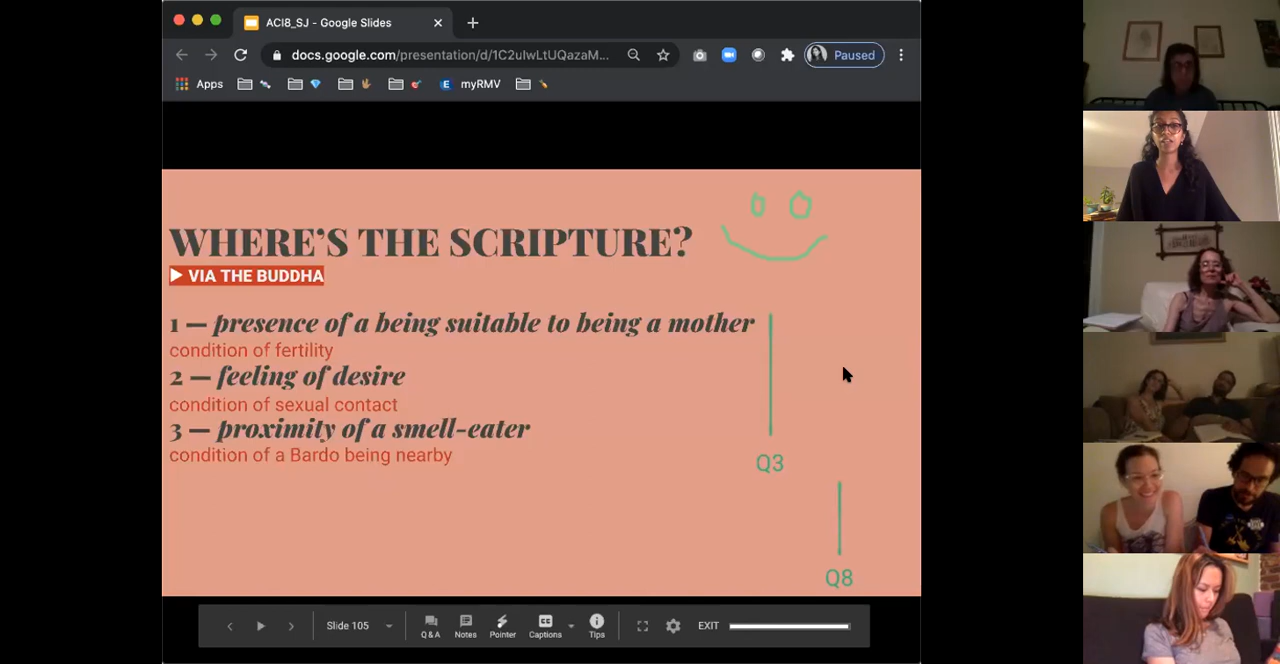 ACI8_SJ - Google Slides
docs.google.com/presentation/d/1C2uIwLtUQazaM...
Paused
Apps
myRMV
WHERE'S THE SCRIPTURE?
▶ VIA THE BUDDHA
1 — presence of a being suitable to being a mother
condition of fertility
2 — feeling of desire
condition of sexual contact
3 — proximity of a smell-eater
condition of a Bardo being nearby
Q3
Q8
Slide 105
Q & A
Notes
Pointer
Captions
Tips
EXIT